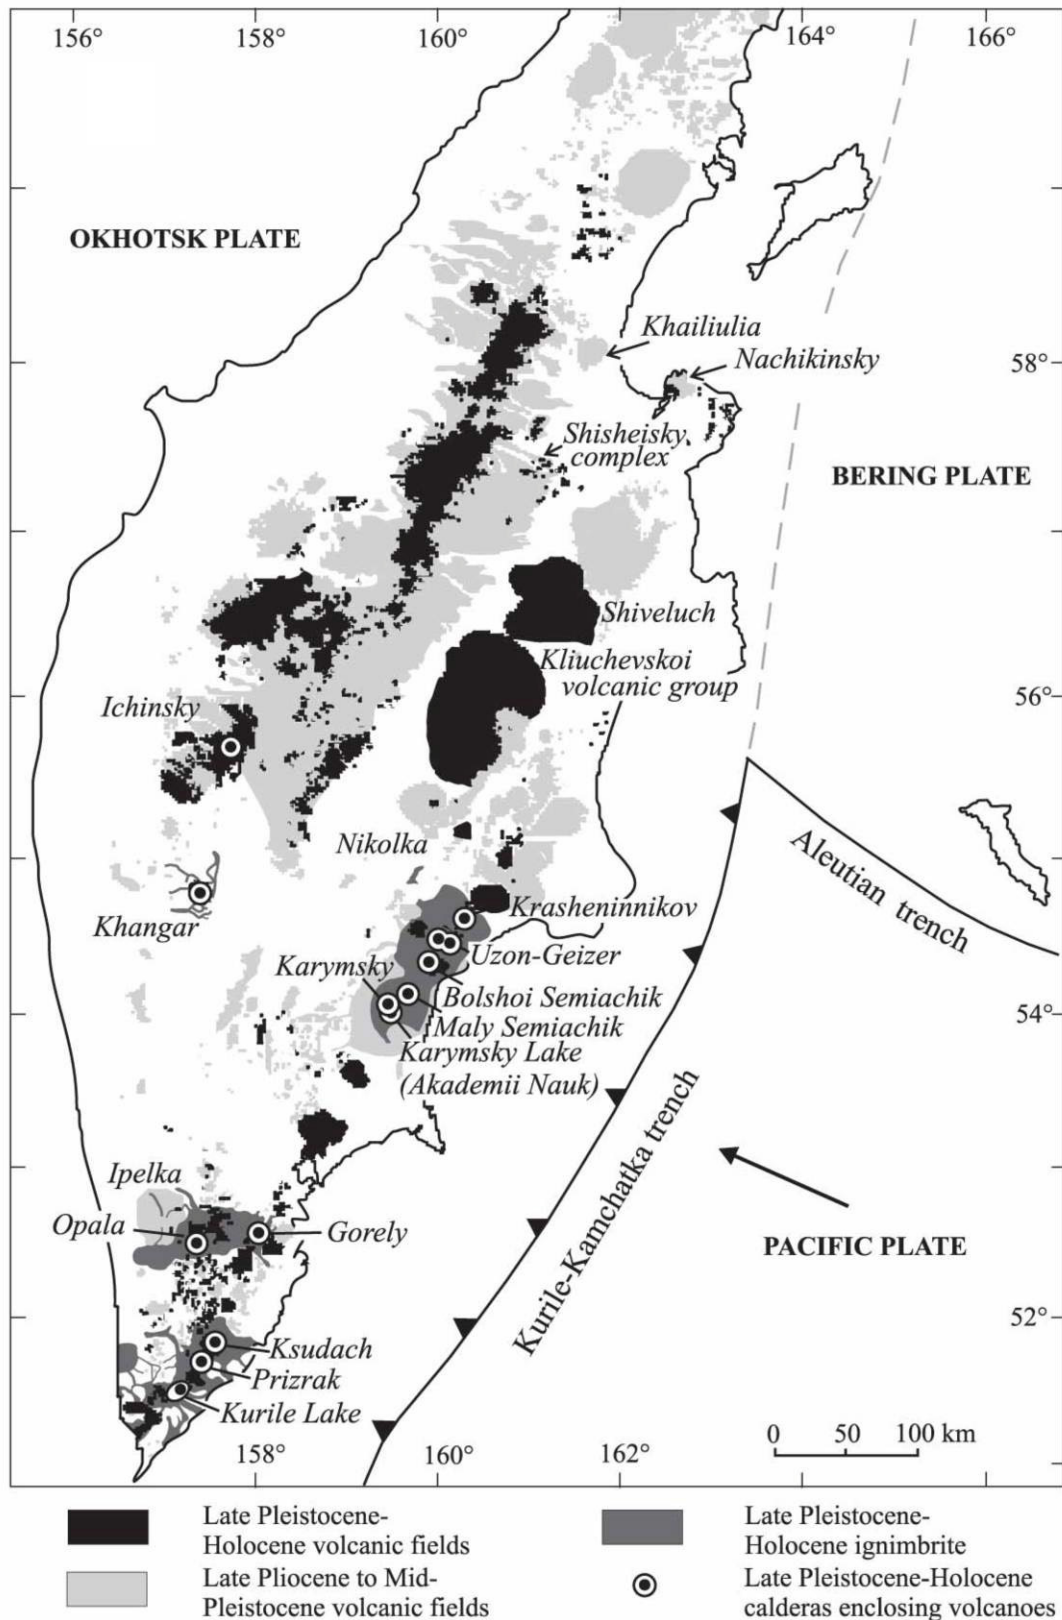 156°
158°
160°
164°
166°
OKHOTSK PLATE
Khailiulia
58°
Nachikinsky
Shisheisky
complex
BERING PLATE
Shiveluch
Kliuchevskoi
volcanic group
56°
Ichinsky
Nikolka
Aleutian trench
Khangar
Krasheninnikov
Uzon-Geizer
Karymsky
Bolshoi Semiachik
54°
Maly Semiachik
Karymsky Lake
(Akademii Nauk)
Kurile-Kamchatka trench
Ipelka
Opala
Gorely
PACIFIC PLATE
52°
Ksudach
Prizrak
Kurile Lake
0 50 100 km
158°
160°
162°
Late Pleistocene-
Holocene volcanic fields
Late Pliocene to Mid-
Pleistocene volcanic fields
Late Pleistocene-
Holocene ignimbrite
Late Pleistocene-Holocene
calderas enclosing volcanoes